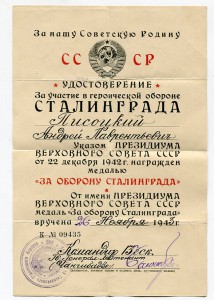 За нашу Советскую Родину
СССР
УДОСТОВЕРЕНИЕ
За участие в героической обороне
СТАЛИНГРАДА
Писоцкий
Андрей Лаврентьевич
Указом ПРЕЗИДИУМА
ВЕРХОВНОГО СОВЕТА СССР
от 22 декабря 1942 г. награжден
медалью
«ЗА ОБОРОНУ СТАЛИНГРАДА»
От имени ПРЕЗИДИУМА
ВЕРХОВНОГО СОВЕТА СССР
медаль «За оборону Сталинграда»
вручена 26 Ноября 1943 г.
К № 09435
Командир